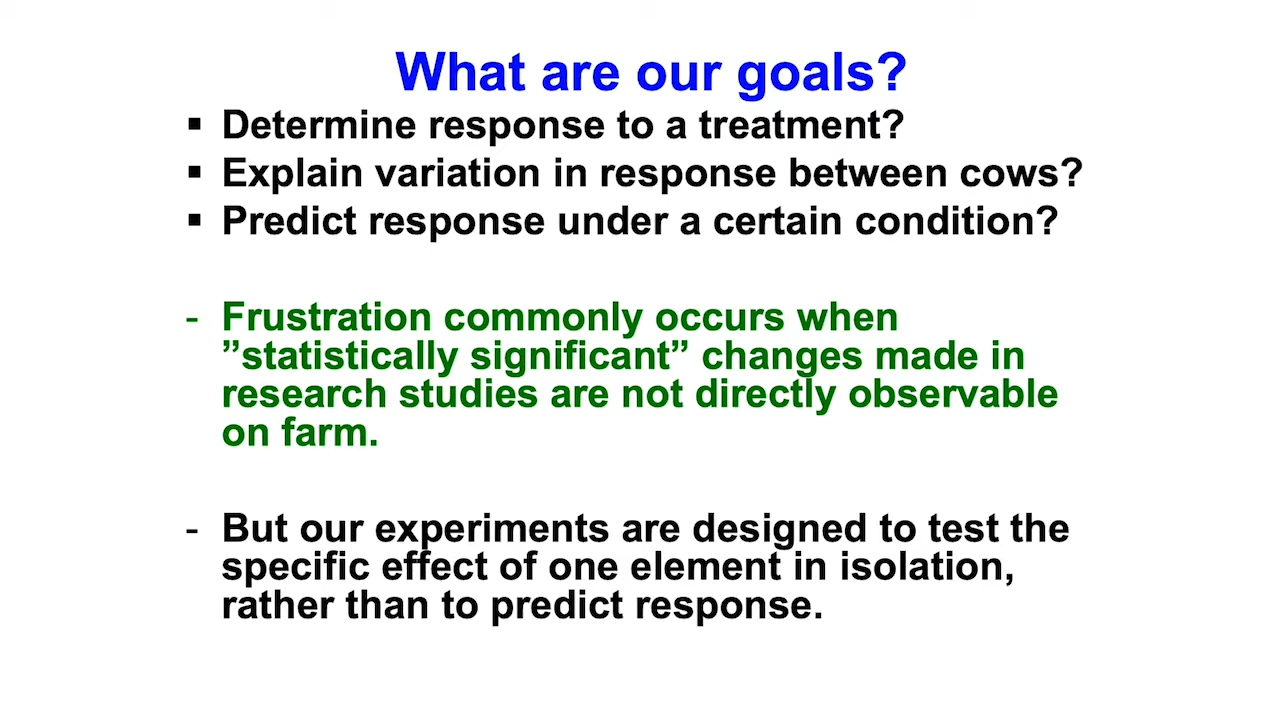 What are our goals?
▪ Determine response to a treatment?
▪ Explain variation in response between cows?
▪ Predict response under a certain condition?
- Frustration commonly occurs when
”statistically significant” changes made in
research studies are not directly observable
on farm.
- But our experiments are designed to test the
specific effect of one element in isolation,
rather than to predict response.